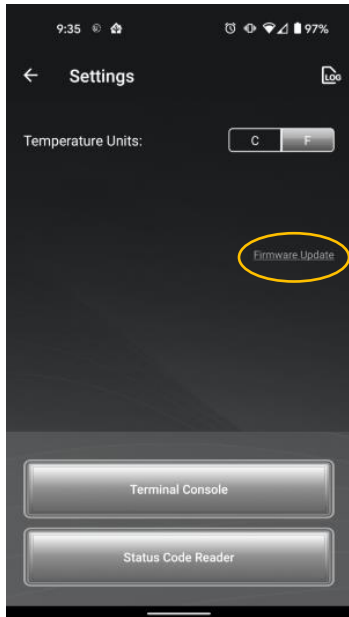 9:35 97%
Settings LOG
Temperature Units: C F
Firmware Update
Terminal Console
Status Code Reader